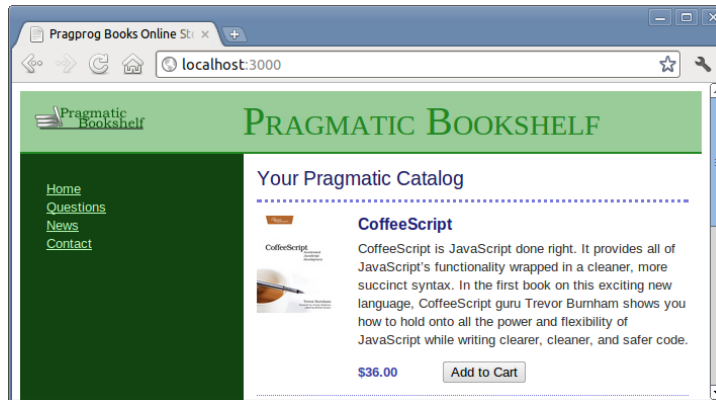 Pragprog Books Online St
localhost:3000
Pragmatic
Bookshelf
PRAGMATIC BOOKSHELF
Home
Questions
News
Contact
Your Pragmatic Catalog
CoffeeScript
CoffeeScript
CoffeeScript is JavaScript done right. It provides all of
JavaScript's functionality wrapped in a cleaner, more
succinct syntax. In the first book on this exciting new
language, CoffeeScript guru Trevor Burnham shows you
how to hold onto all the power and flexibility of
JavaScript while writing clearer, cleaner, and safer code.
Trevor Burnham
$36.00
Add to Cart